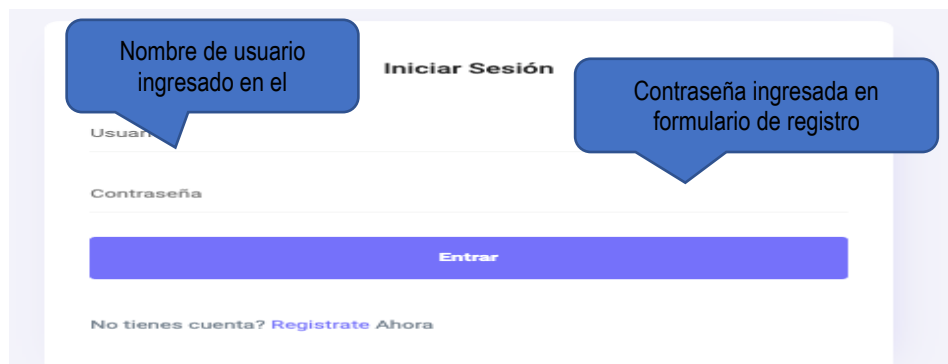 Nombre de usuario
ingresado en el
Iniciar Sesión
Contraseña ingresada en
formulario de registro
Contraseña
Entrar
No tienes cuenta? Registrate Ahora